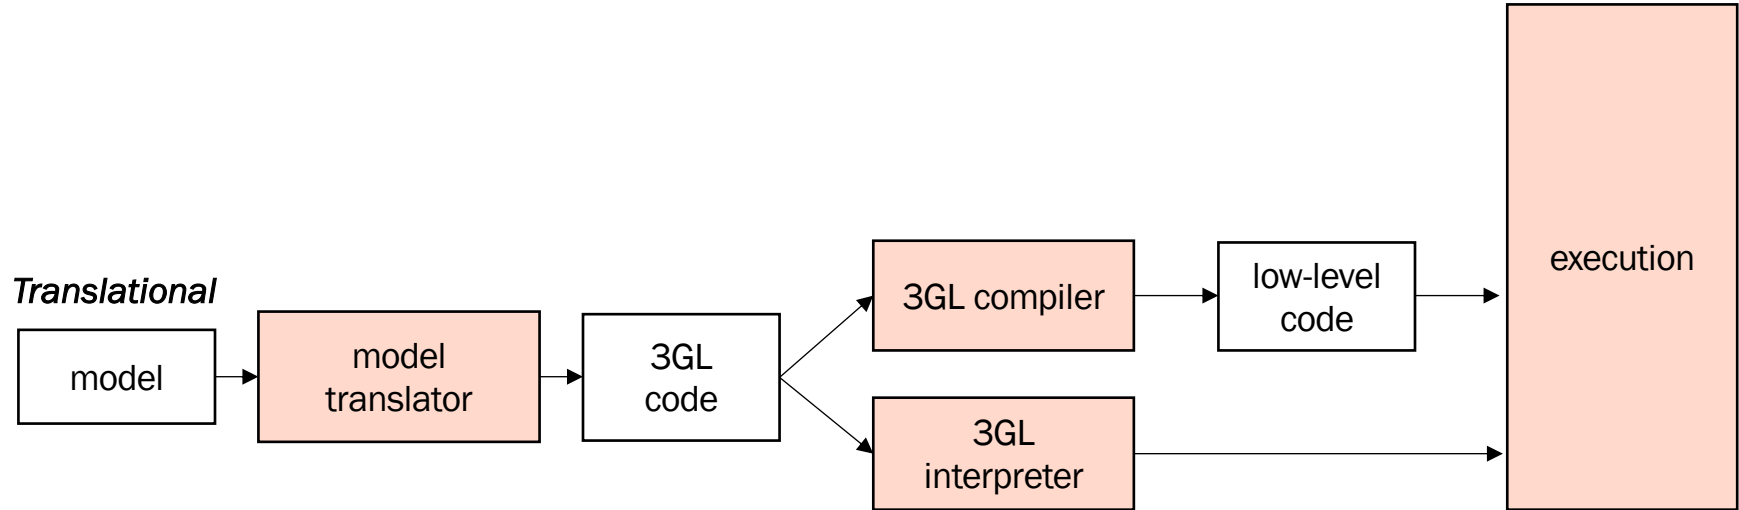 Translational
model
model
translator
3GL
code
3GL compiler
low-level
code
3GL
interpreter
execution